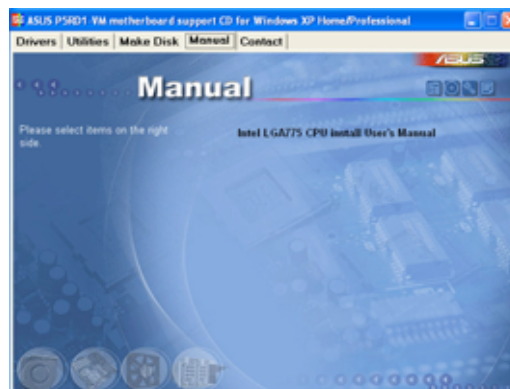 ASUS P5RD1-VM motherboard support CD for Windows XP Home/Professional
Drivers Utilities Make Disk Manual Contact
ASUS
Manual
Please select items on the right
side.
Intel LGA775 CPU install User's Manual